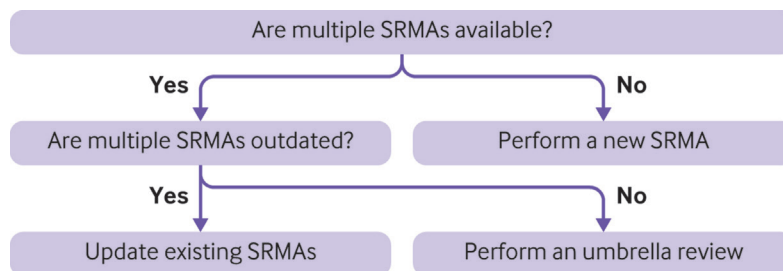 Are multiple SRMAs available?
Yes
No
Are multiple SRMAs outdated?
Perform a new SRMA
Yes
No
Update existing SRMAs
Perform an umbrella review